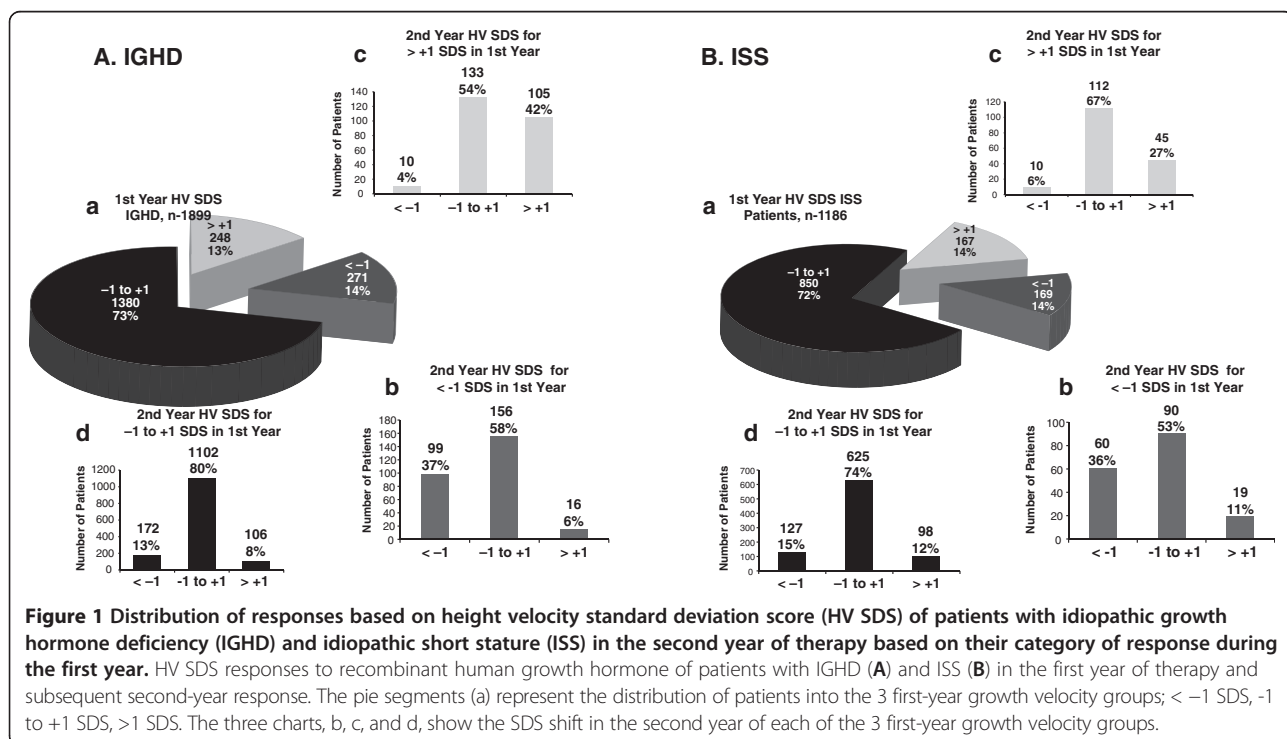 A. IGHD
c
2nd Year HV SDS for
> +1 SDS in 1st Year
Number of Patients
140
120
100
80
60
40
20
0
10
4%
133
54%
105
42%
< −1
−1 to +1
> +1
a
1st Year HV SDS
IGHD, n-1899
> +1
248
13%
< −1
271
14%
−1 to +1
1380
73%
b
2nd Year HV SDS for
< -1 SDS in 1st Year
Number of Patients
180
160
140
120
100
80
60
40
20
0
99
37%
156
58%
16
6%
< −1
−1 to +1
> +1
d
2nd Year HV SDS for
−1 to +1 SDS in 1st Year
Number of Patients
1200
1000
800
600
400
200
0
172
13%
1102
80%
106
8%
< −1
-1 to +1
> +1
B. ISS
c
2nd Year HV SDS for
> +1 SDS in 1st Year
Number of Patients
120
100
80
60
40
20
0
10
6%
112
67%
45
27%
< -1
-1 to +1
> +1
a
1st Year HV SDS ISS
Patients, n-1186
> +1
167
14%
< −1
169
14%
−1 to +1
850
72%
b
2nd Year HV SDS for
< −1 SDS in 1st Year
Number of Patients
100
80
60
40
20
0
60
36%
90
53%
19
11%
< -1
-1 to +1
> +1
d
2nd Year HV SDS for
−1 to +1 SDS in 1st Year
Number of Patients
700
600
500
400
300
200
100
0
127
15%
625
74%
98
12%
< −1
−1 to +1
> +1
Figure 1 Distribution of responses based on height velocity standard deviation score (HV SDS) of patients with idiopathic growth
hormone deficiency (IGHD) and idiopathic short stature (ISS) in the second year of therapy based on their category of response during
the first year. HV SDS responses to recombinant human growth hormone of patients with IGHD (A) and ISS (B) in the first year of therapy and
subsequent second-year response. The pie segments (a) represent the distribution of patients into the 3 first-year growth velocity groups; < −1 SDS, -1
to +1 SDS, >1 SDS. The three charts, b, c, and d, show the SDS shift in the second year of each of the 3 first-year growth velocity groups.